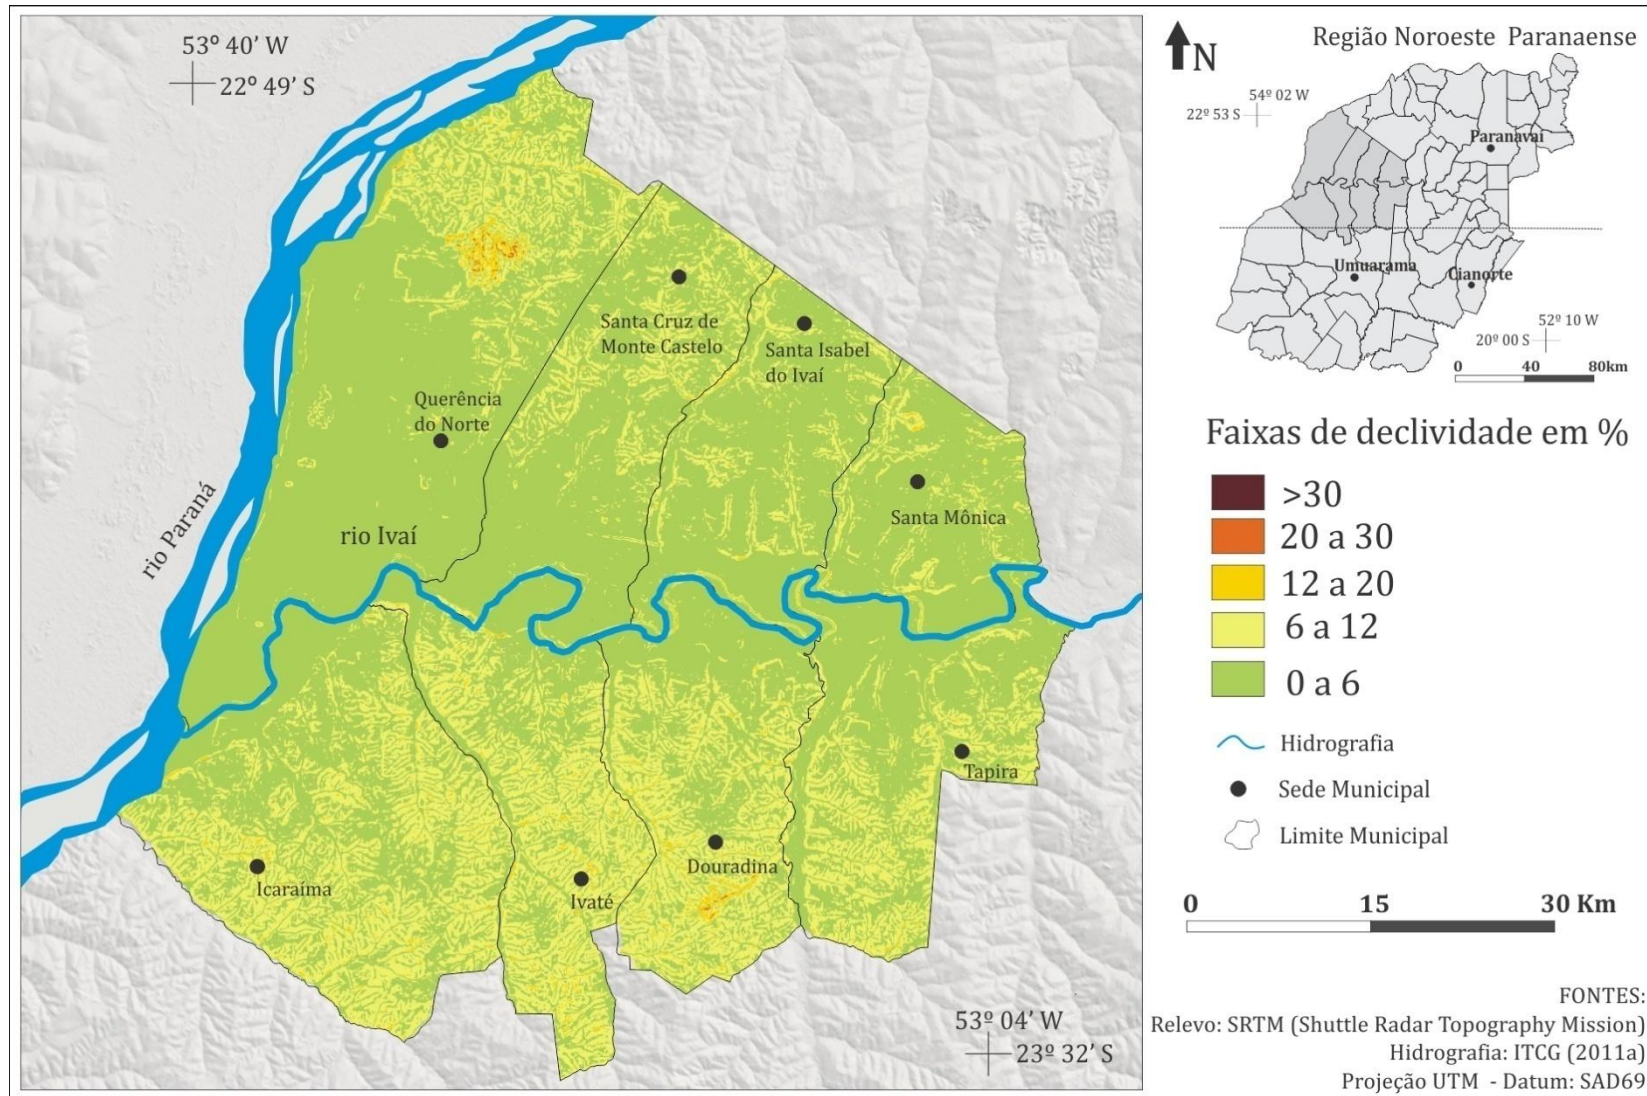 53º 40’ W
22º 49’ S
rio Paraná
rio Ivaí
Querência
do Norte
Santa Cruz de
Monte Castelo
Santa Isabel
do Ivaí
Santa Mônica
Tapira
Douradina
Ivaté
Icaraíma
53º 04’ W
23º 32’ S
N
Região Noroeste Paranaense
54º 02 W
22º 53 S
Paranavaí
Umuarama
Cianorte
52º 10 W
20º 00 S
0 40 80km
Faixas de declividade em %
>30
20 a 30
12 a 20
6 a 12
0 a 6
Hidrografia
Sede Municipal
Limite Municipal
0 15 30 Km
FONTES:
Relevo: SRTM (Shuttle Radar Topography Mission)
Hidrografia: ITCG (2011a)
Projeção UTM - Datum: SAD69